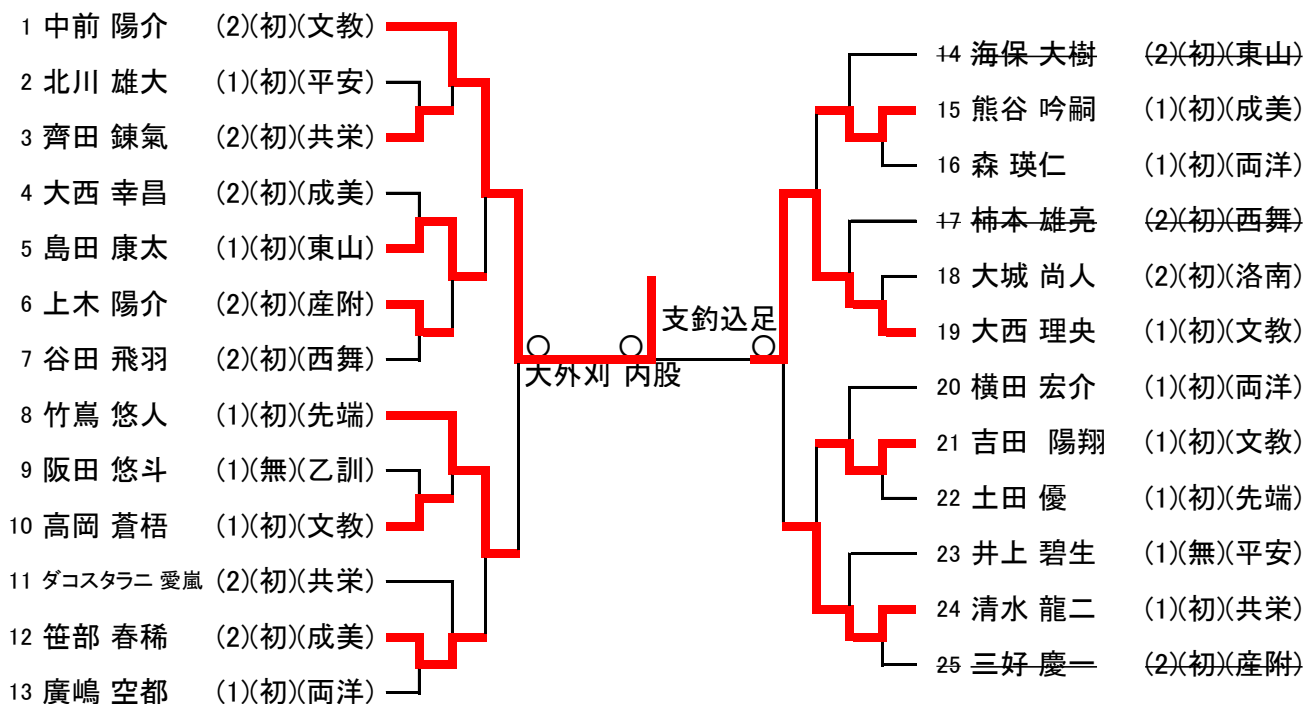 1 中前 陽介 (2)(初)(文教)
2 北川 雄大 (1)(初)(平安)
3 齊田 錬氣 (2)(初)(共栄)
4 大西 幸昌 (2)(初)(成美)
5 島田 康太 (1)(初)(東山)
6 上木 陽介 (2)(初)(産附)
7 谷田 飛羽 (2)(初)(西舞)
8 竹嶌 悠人 (1)(初)(先端)
9 阪田 悠斗 (1)(無)(乙訓)
10 高岡 蒼梧 (1)(初)(文教)
11 ダコスタラニ 愛嵐 (2)(初)(共栄)
12 笹部 春稀 (2)(初)(成美)
13 廣嶋 空都 (1)(初)(両洋)
支釣込足
○ ○ ○
大外刈 内股
14 海保 大樹 (2)(初)(東山)
15 熊谷 吟嗣 (1)(初)(成美)
16 森 瑛仁 (1)(初)(両洋)
17 柿本 雄亮 (2)(初)(西舞)
18 大城 尚人 (2)(初)(洛南)
19 大西 理央 (1)(初)(文教)
20 横田 宏介 (1)(初)(両洋)
21 吉田 陽翔 (1)(初)(文教)
22 土田 優 (1)(初)(先端)
23 井上 碧生 (1)(無)(平安)
24 清水 龍二 (1)(初)(共栄)
25 三好 慶一 (2)(初)(産附)